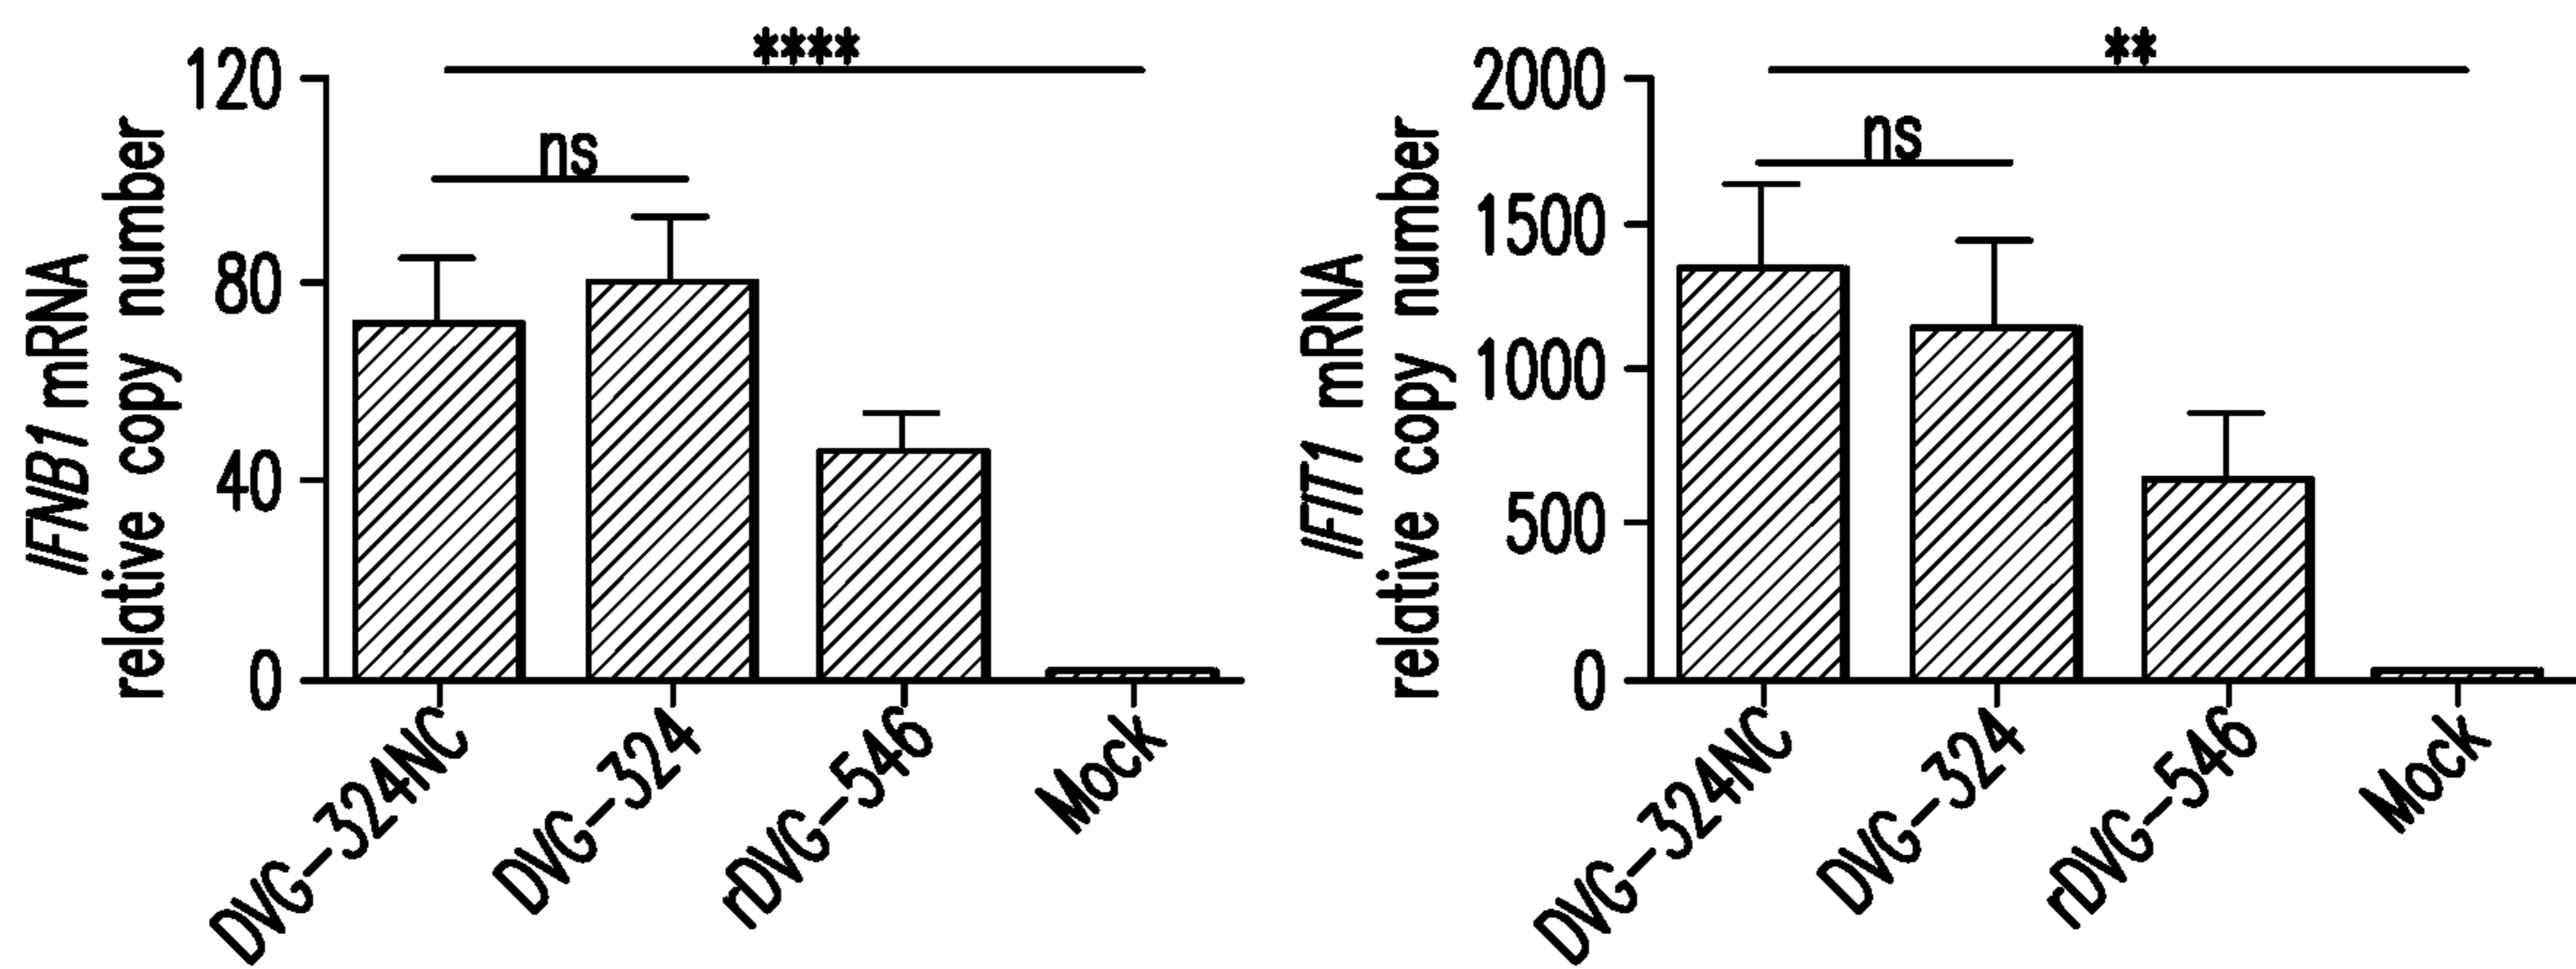 IFNB1 mRNA
relative copy number
120
80
40
0
****
ns
DVG-324NC
DVG-324
rDVG-546
Mock
IFIT1 mRNA
relative copy number
2000
1500
1000
500
0
**
ns
DVG-324NC
DVG-324
rDVG-546
Mock